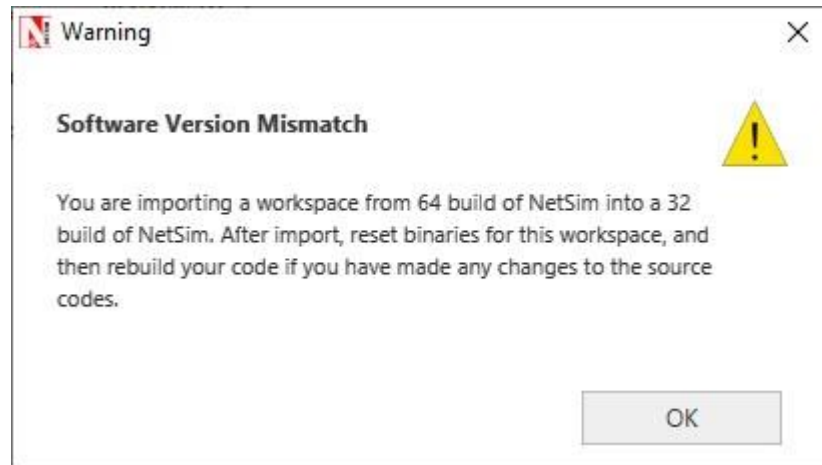 Warning
Software Version Mismatch
You are importing a workspace from 64 build of NetSim into a 32
build of NetSim. After import, reset binaries for this workspace, and
then rebuild your code if you have made any changes to the source
codes.
OK